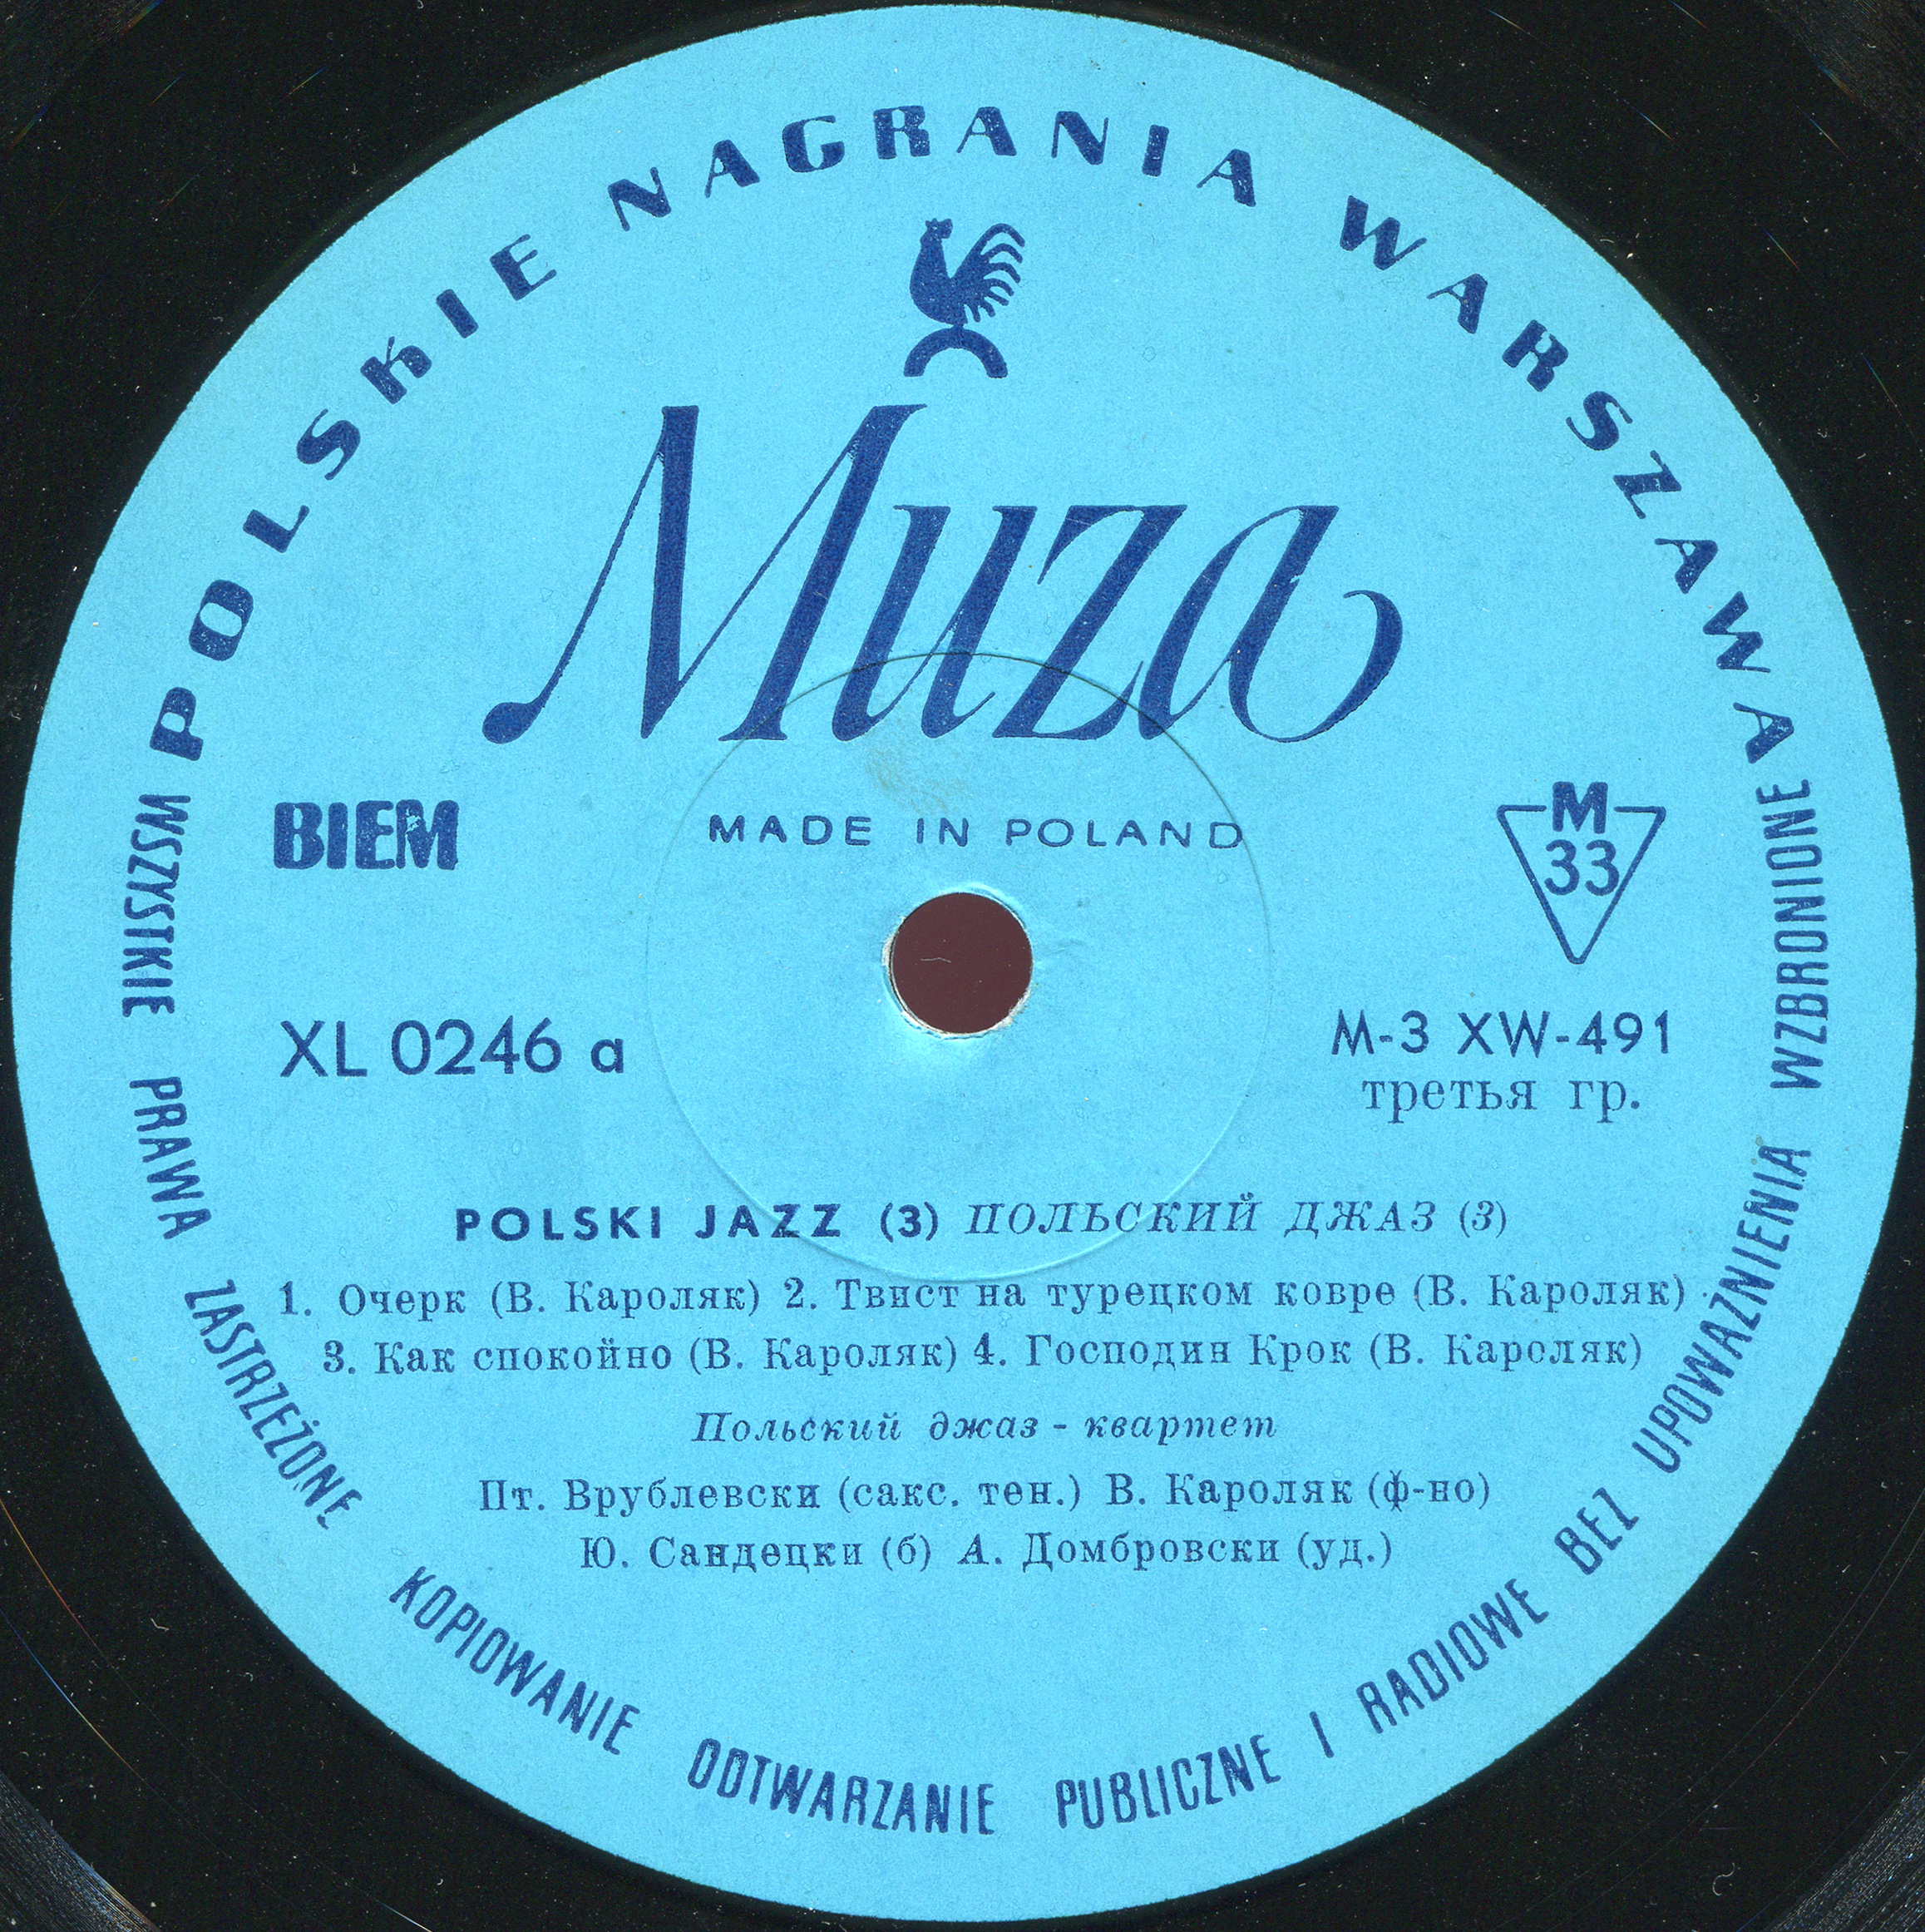 POLSKIE NAGRANIA WARSZAWA
Muza
MADE IN POLAND
BIEM
M
33
XL 0246 a
M-3 XW-491
третья гр.
POLSKI JAZZ (3) ПОЛЬСКИЙ ДЖАЗ (3)
1. Очерк (В. Кароляк) 2. Твист на турецком ковре (В. Кароляк)
3. Как спокойно (В. Кароляк) 4. Господин Крок (В. Кароляк)
Польский джаз - квартет
Пт. Врублевски (сакс. тен.) В. Кароляк (ф-но)
Ю. Сандецки (б) А. Домбровски (уд.)
WSZYSTKIE PRAWA ZASTRZEŻONE KOPIOWANIE ODTWARZANIE PUBLICZNE I RADIOWE BEZ UPOWAŻNIENIA WZBRONIONE